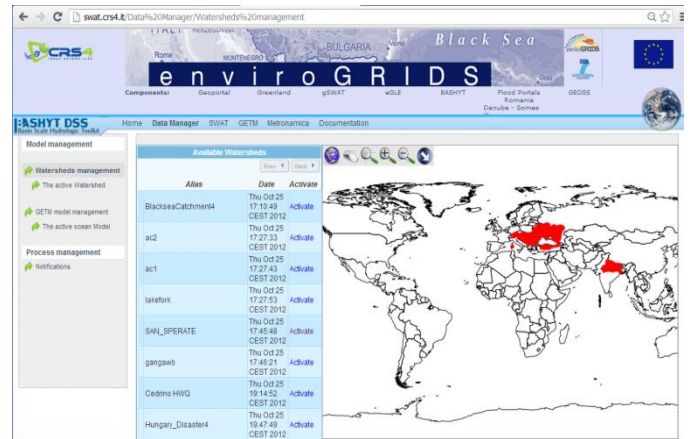 swat.crs4.it/Data%20Manager/Watersheds%20management
CRS4
Rome
MONTENEGRO
BULGARIA
Varna
Black Sea
enviroGRIDS
enviroGRIDS
Components: Geoportal Greenland gSWAT eGLE BASHYT Flood Portals Romania Danube - Somes GEOSS
BASHYT DSS
Basin Scale Hydrologic Toolkit
Home Data Manager SWAT GETM Metronamica Documentation
Model management
Watersheds management
The active Watershed
GETM model management
The active ocean Model
Process management
Notifications
Available Watersheds
Prev Next
Alias Date Activate
BlackseaCatchment4 Thu Oct 25 17:10:49 CEST 2012 Activate
ac2 Thu Oct 25 17:27:33 CEST 2012 Activate
ac1 Thu Oct 25 17:27:43 CEST 2012 Activate
lakefork Thu Oct 25 17:27:53 CEST 2012 Activate
SAN_SPERATE Thu Oct 25 17:45:48 CEST 2012 Activate
gangawb Thu Oct 25 17:46:21 CEST 2012 Activate
Cedrino HWQ Thu Oct 25 19:14:52 CEST 2012 Activate
Hungary_Disaster4 Thu Oct 25 19:47:49 CEST 2012 Activate